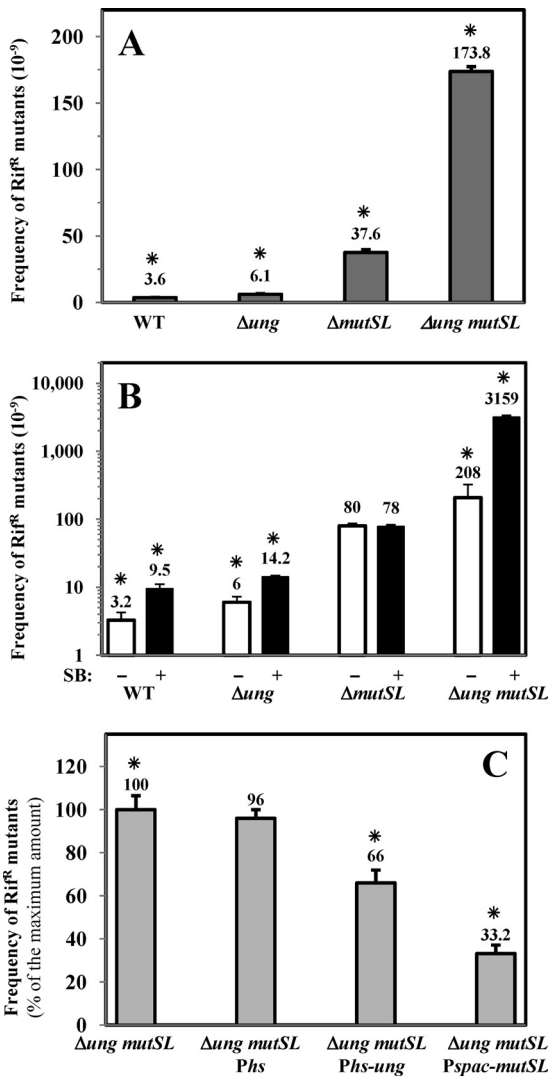 A
Frequency of Rifᴿ mutants (10⁻⁹)
200
150
100
50
0
*
3.6
*
6.1
*
37.6
*
173.8
WT
Δung
ΔmutSL
Δung mutSL
B
Frequency of Rifᴿ mutants (10⁻⁹)
10,000
1,000
100
10
1
*
3.2
*
9.5
*
6
*
14.2
80
78
*
208
*
3159
SB: – + – + – + – +
WT
Δung
ΔmutSL
Δung mutSL
C
Frequency of Rifᴿ mutants
(% of the maximum amount)
120
100
80
60
40
20
0
*
100
96
*
66
*
33.2
Δung mutSL
Δung mutSL
Phs
Δung mutSL
Phs-ung
Δung mutSL
Pspac-mutSL